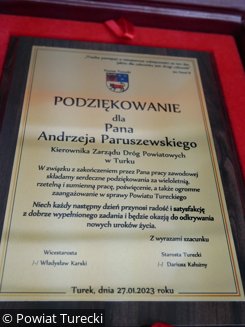 PODZIĘKOWANIE
dla
Pana
Andrzeja Paruszewskiego
Kierownika Zarządu Dróg Powiatowych
w Turku
W związku z zakończeniem przez Pana pracy zawodowej
składamy serdeczne podziękowania za wieloletnią,
rzetelną i sumienną pracę, poświęcenie, a także ogromne
zaangażowanie w sprawy Powiatu Tureckiego
Niech każdy następny dzień przynosi radość i satysfakcję
z dobrze wypełnionego zadania i będzie okazją do odkrywania
nowych uroków życia.
Z wyrazami szacunku
Wicestarosta
Starosta Turecki
/-/ Władysław Karski
/-/ Dariusz Kałużny
Turek, dnia 27.01.2023 roku
© Powiat Turecki